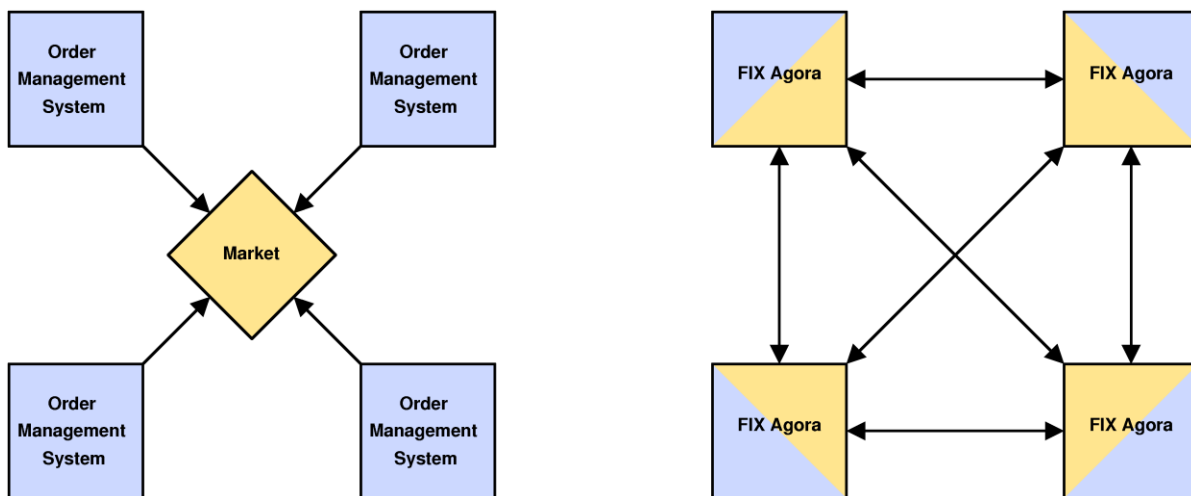 Order
Management
System
Order
Management
System
FIX Agora
FIX Agora
Market
Order
Management
System
Order
Management
System
FIX Agora
FIX Agora